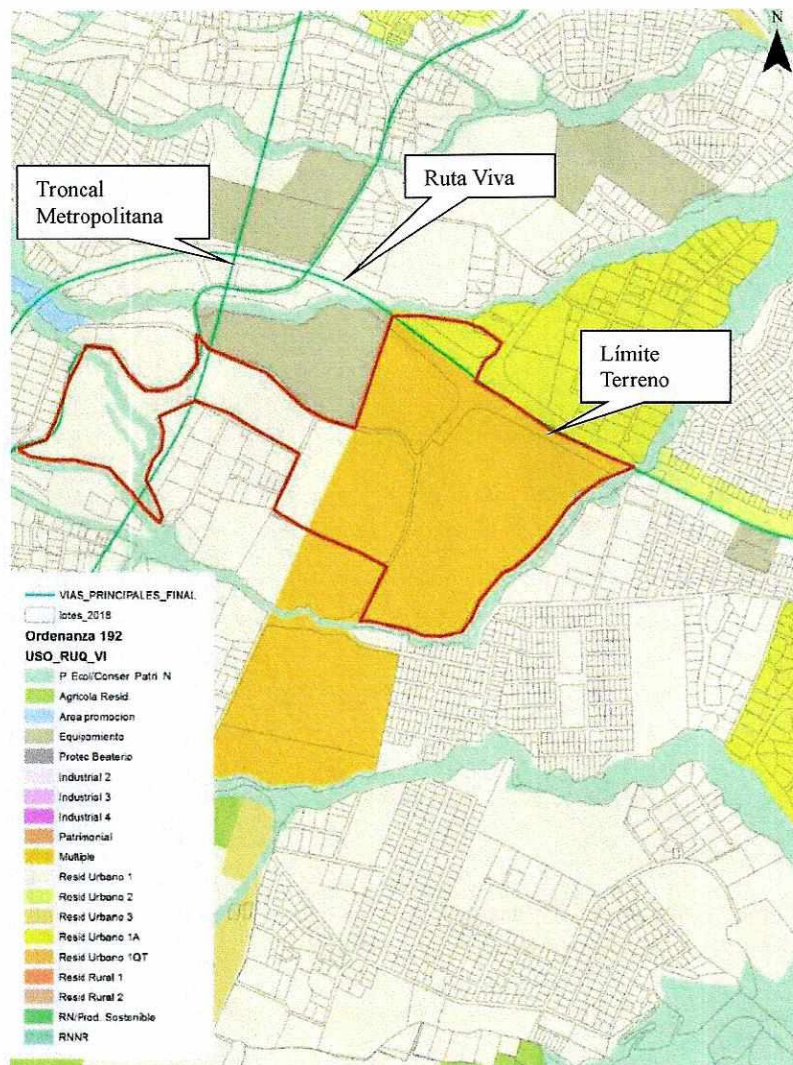 N
Troncal
Metropolitana
Ruta Viva
Límite
Terreno
VIAS_PRINCIPALES_FINAL
lotes_2018
Ordenanza 192
USO_RUQ_VI
P Ecol/Conser Patri N
Agricola Resid
Area promocion
Equipamiento
Protec Beaterio
Industrial 2
Industrial 3
Industrial 4
Patrimonial
Multiple
Resid Urbano 1
Resid Urbano 2
Resid Urbano 3
Resid Urbano 1A
Resid Urbano 1QT
Resid Rural 1
Resid Rural 2
RN/Prod. Sostenible
RNNR